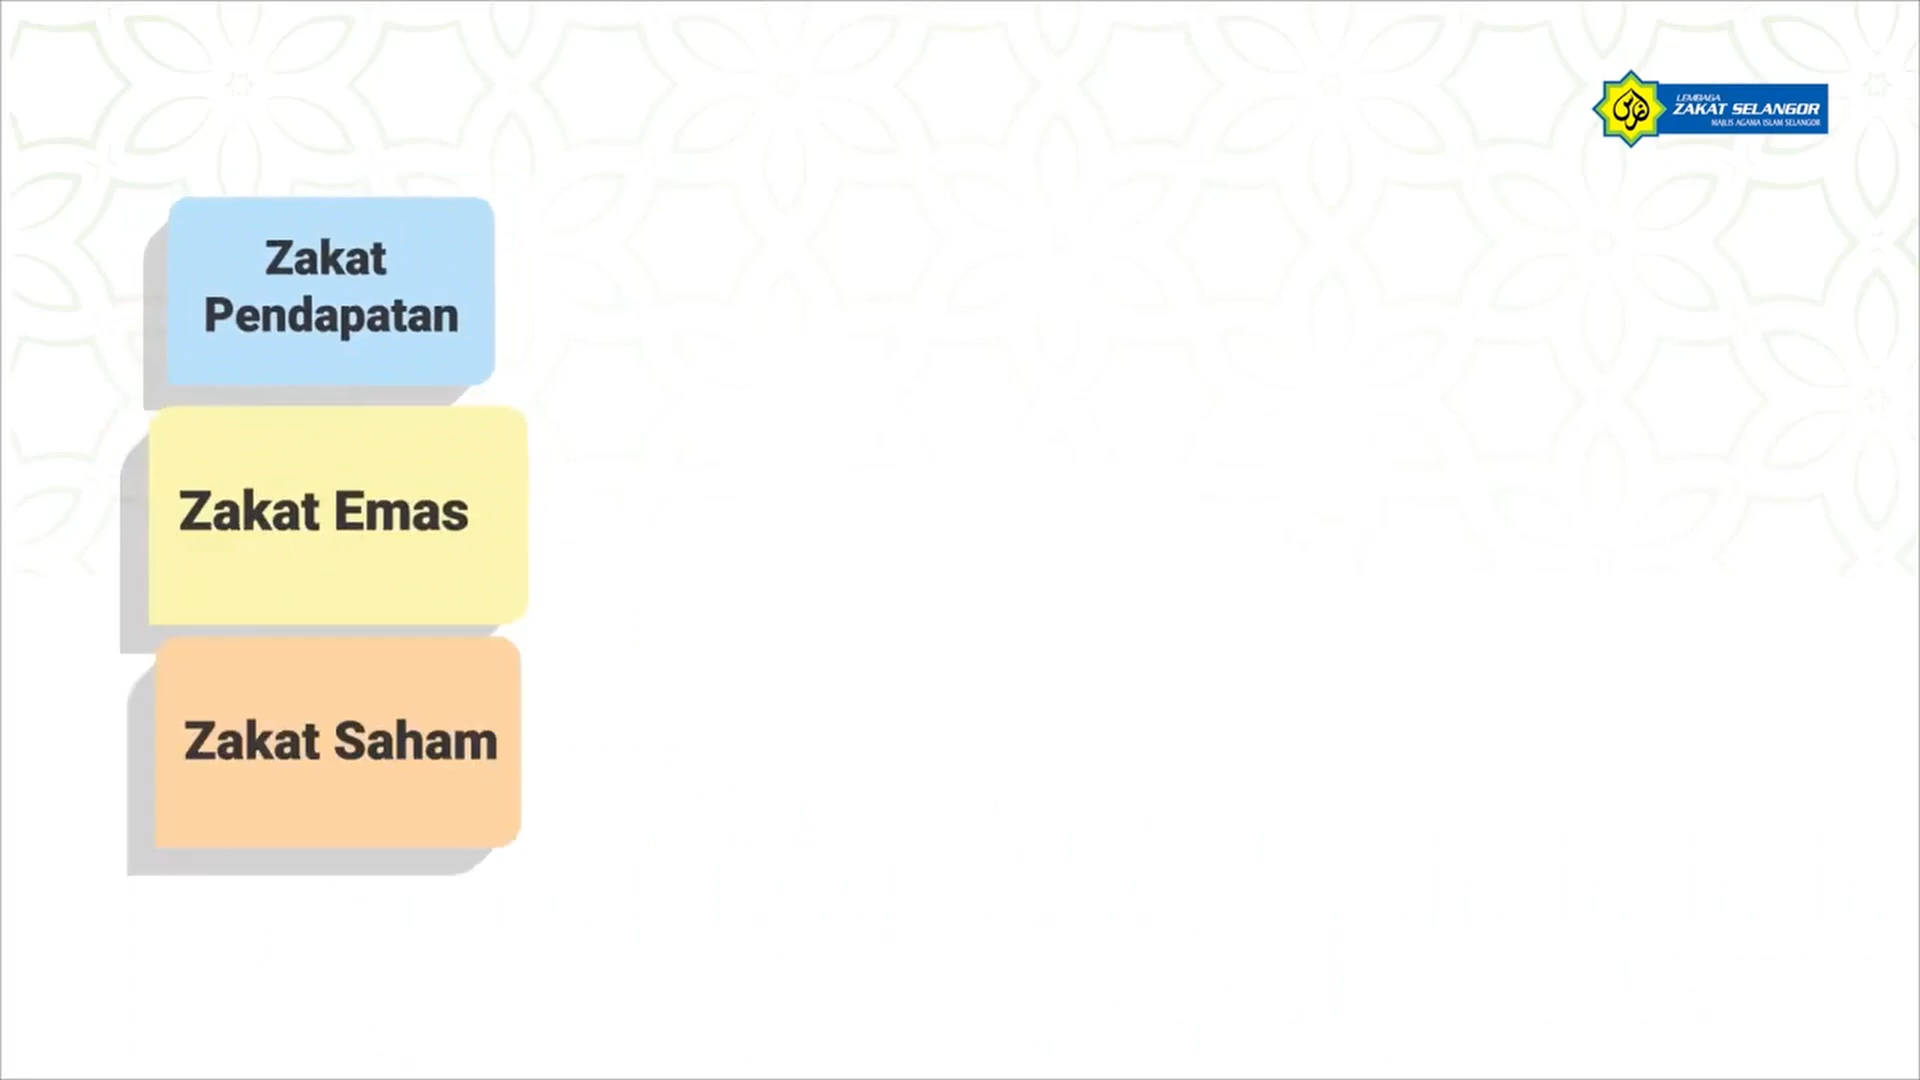 LEMBAGA
ZAKAT SELANGOR
MAJLIS AGAMA ISLAM SELANGOR
Zakat
Pendapatan
Zakat Emas
Zakat Saham